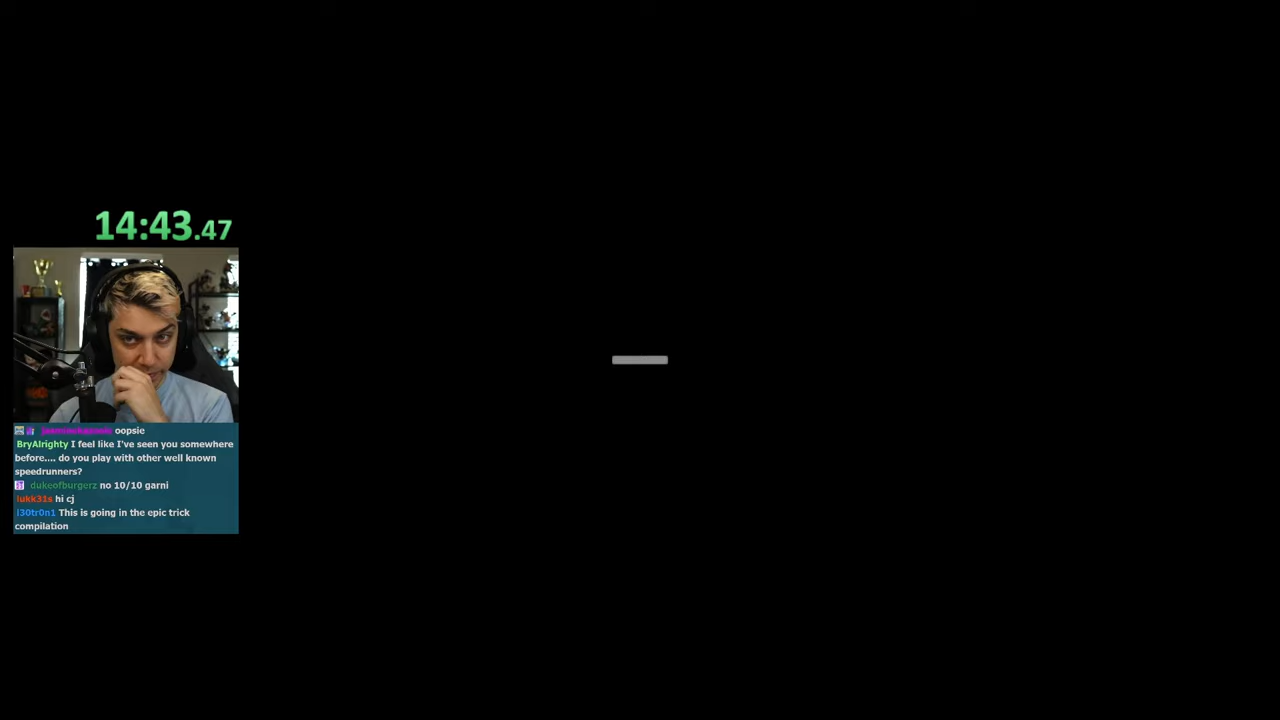 14:43.47
oopsie
BryAlrighty I feel like I've seen you somewhere
before.... do you play with other well known
speedrunners?
dukeofburgerz no 10/10 garni
lukk31s hi cj
l30tr0n1 This is going in the epic trick
compilation